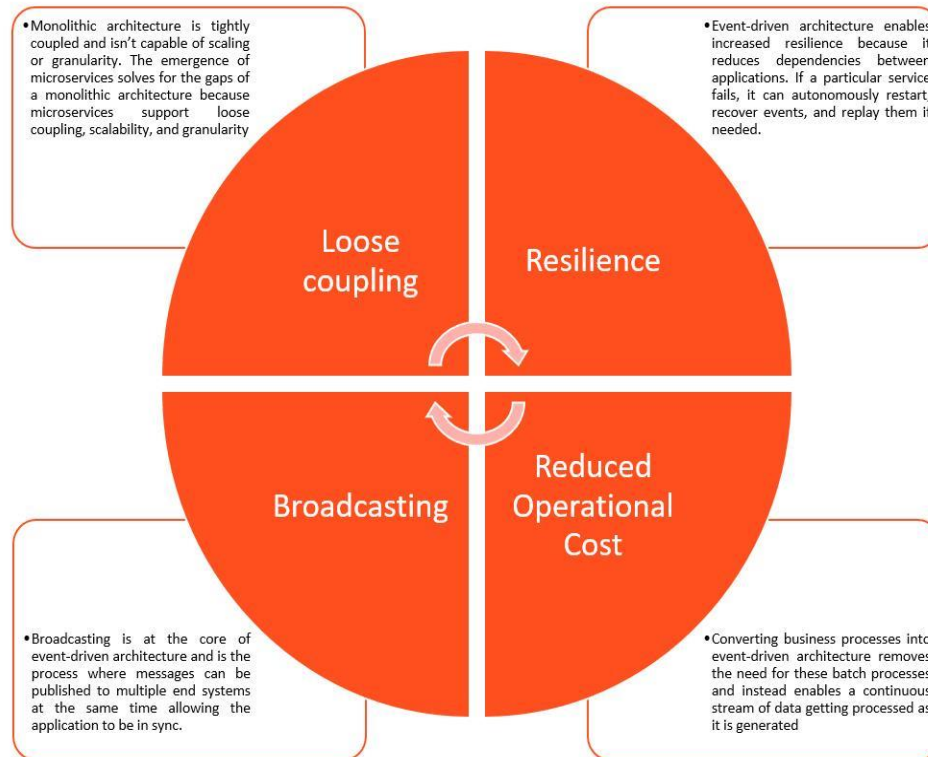 •Monolithic architecture is tightly
coupled and isn't capable of scaling
or granularity. The emergence of
microservices solves for the gaps of
a monolithic architecture because
microservices support loose
coupling, scalability, and granularity
•Event-driven architecture enables
increased resilience because it
reduces dependencies between
applications. If a particular service
fails, it can autonomously restart,
recover events, and replay them if
needed.
Loose
coupling
Resilience
Broadcasting
Reduced
Operational
Cost
•Broadcasting is at the core of
event-driven architecture and is the
process where messages can be
published to multiple end systems
at the same time allowing the
application to be in sync.
•Converting business processes into
event-driven architecture removes
the need for these batch processes
and instead enables a continuous
stream of data getting processed as
it is generated